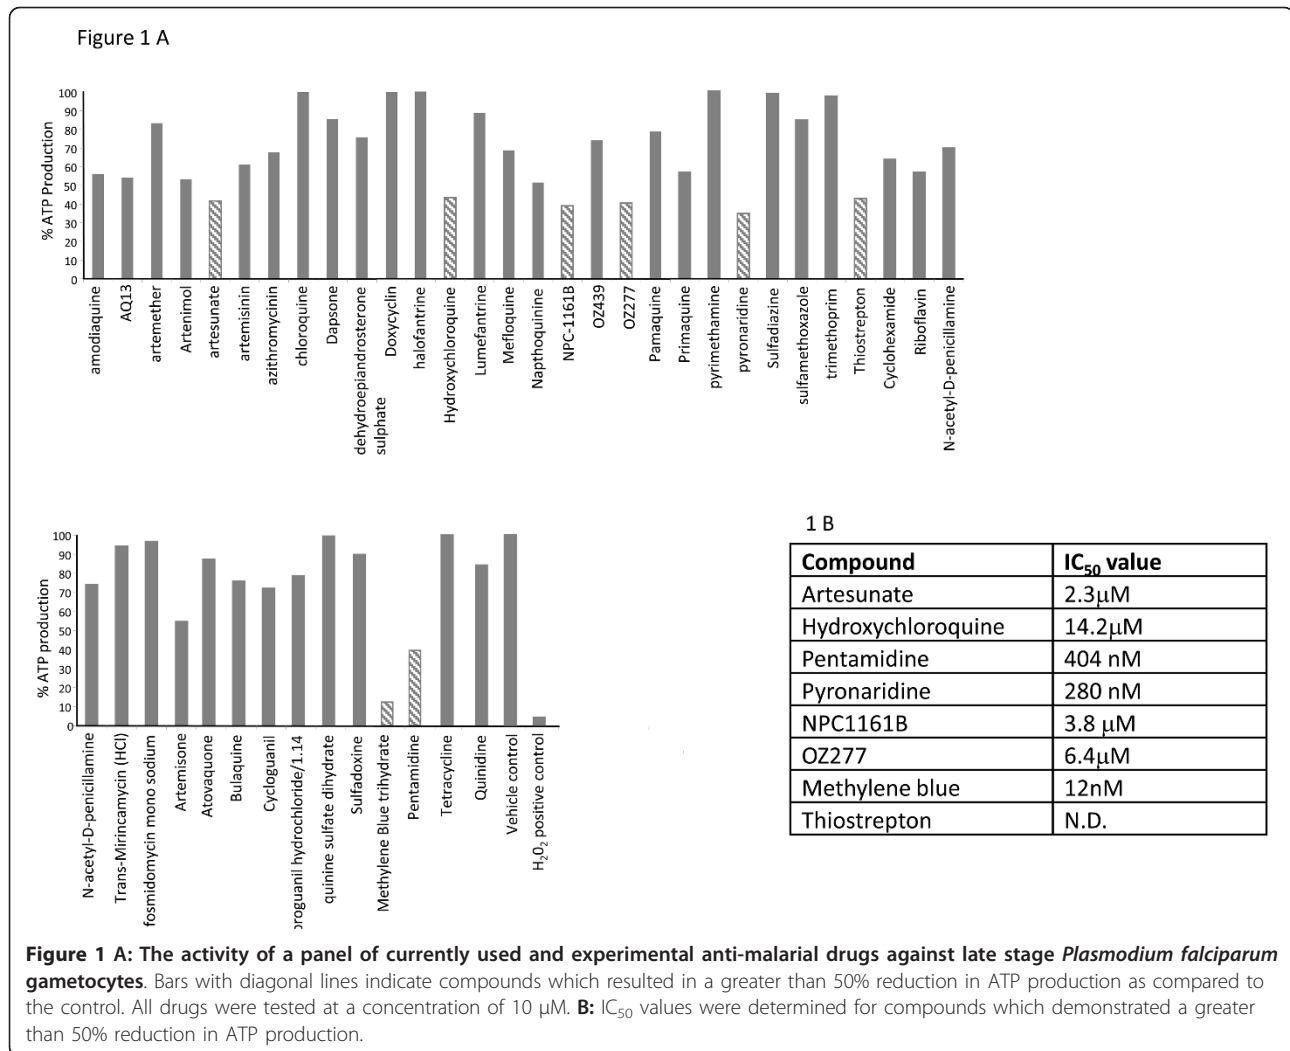 Figure 1 A
% ATP Production
100
90
80
70
60
50
40
30
20
10
0
amodiaquine
AQ13
artemether
Artenimol
artesunate
artemisinin
azithromycinin
chloroquine
Dapsone
dehydroepiandrosterone
sulphate
Doxycyclin
halofantrine
Hydroxychloroquine
Lumefantrine
Mefloquine
Napthoquinine
NPC-1161B
OZ439
OZ277
Pamaquine
Primaquine
pyrimethamine
pyronaridine
Sulfadiazine
sulfamethoxazole
trimethoprim
Thiostrepton
Cyclohexamide
Riboflavin
N-acetyl-D-penicillamine
% ATP production
100
90
80
70
60
50
40
30
20
10
0
N-acetyl-D-penicillamine
Trans-Mirincamycin (HCl)
fosmidomycin mono sodium
Artemisone
Atovaquone
Bulaquine
Cycloguanil
proguanil hydrochloride/1.14
quinine sulfate dihydrate
Sulfadoxine
Methylene Blue trihydrate
Pentamidine
Tetracycline
Quinidine
Vehicle control
H₂0₂ positive control
1 B
Compound IC₅₀ value
Artesunate 2.3μM
Hydroxychloroquine 14.2μM
Pentamidine 404 nM
Pyronaridine 280 nM
NPC1161B 3.8 μM
OZ277 6.4μM
Methylene blue 12nM
Thiostrepton N.D.
Figure 1 A: The activity of a panel of currently used and experimental anti-malarial drugs against late stage Plasmodium falciparum
gametocytes. Bars with diagonal lines indicate compounds which resulted in a greater than 50% reduction in ATP production as compared to
the control. All drugs were tested at a concentration of 10 μM. B: IC₅₀ values were determined for compounds which demonstrated a greater
than 50% reduction in ATP production.